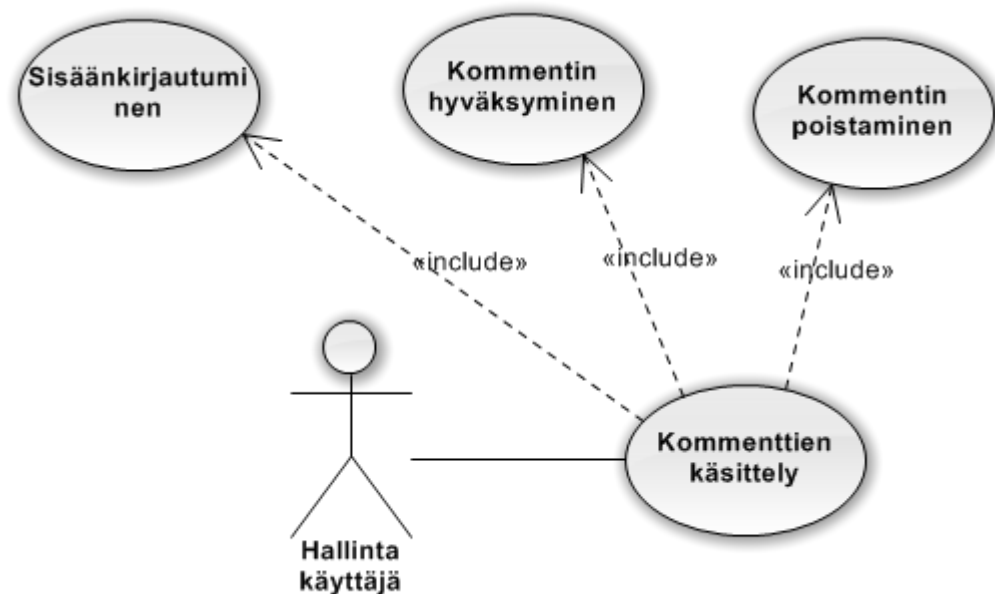 Sisäänkirjautumi
nen
Kommentin
hyväksyminen
Kommentin
poistaminen
«include»
«include»
«include»
Kommenttien
käsittely
Hallinta
käyttäjä